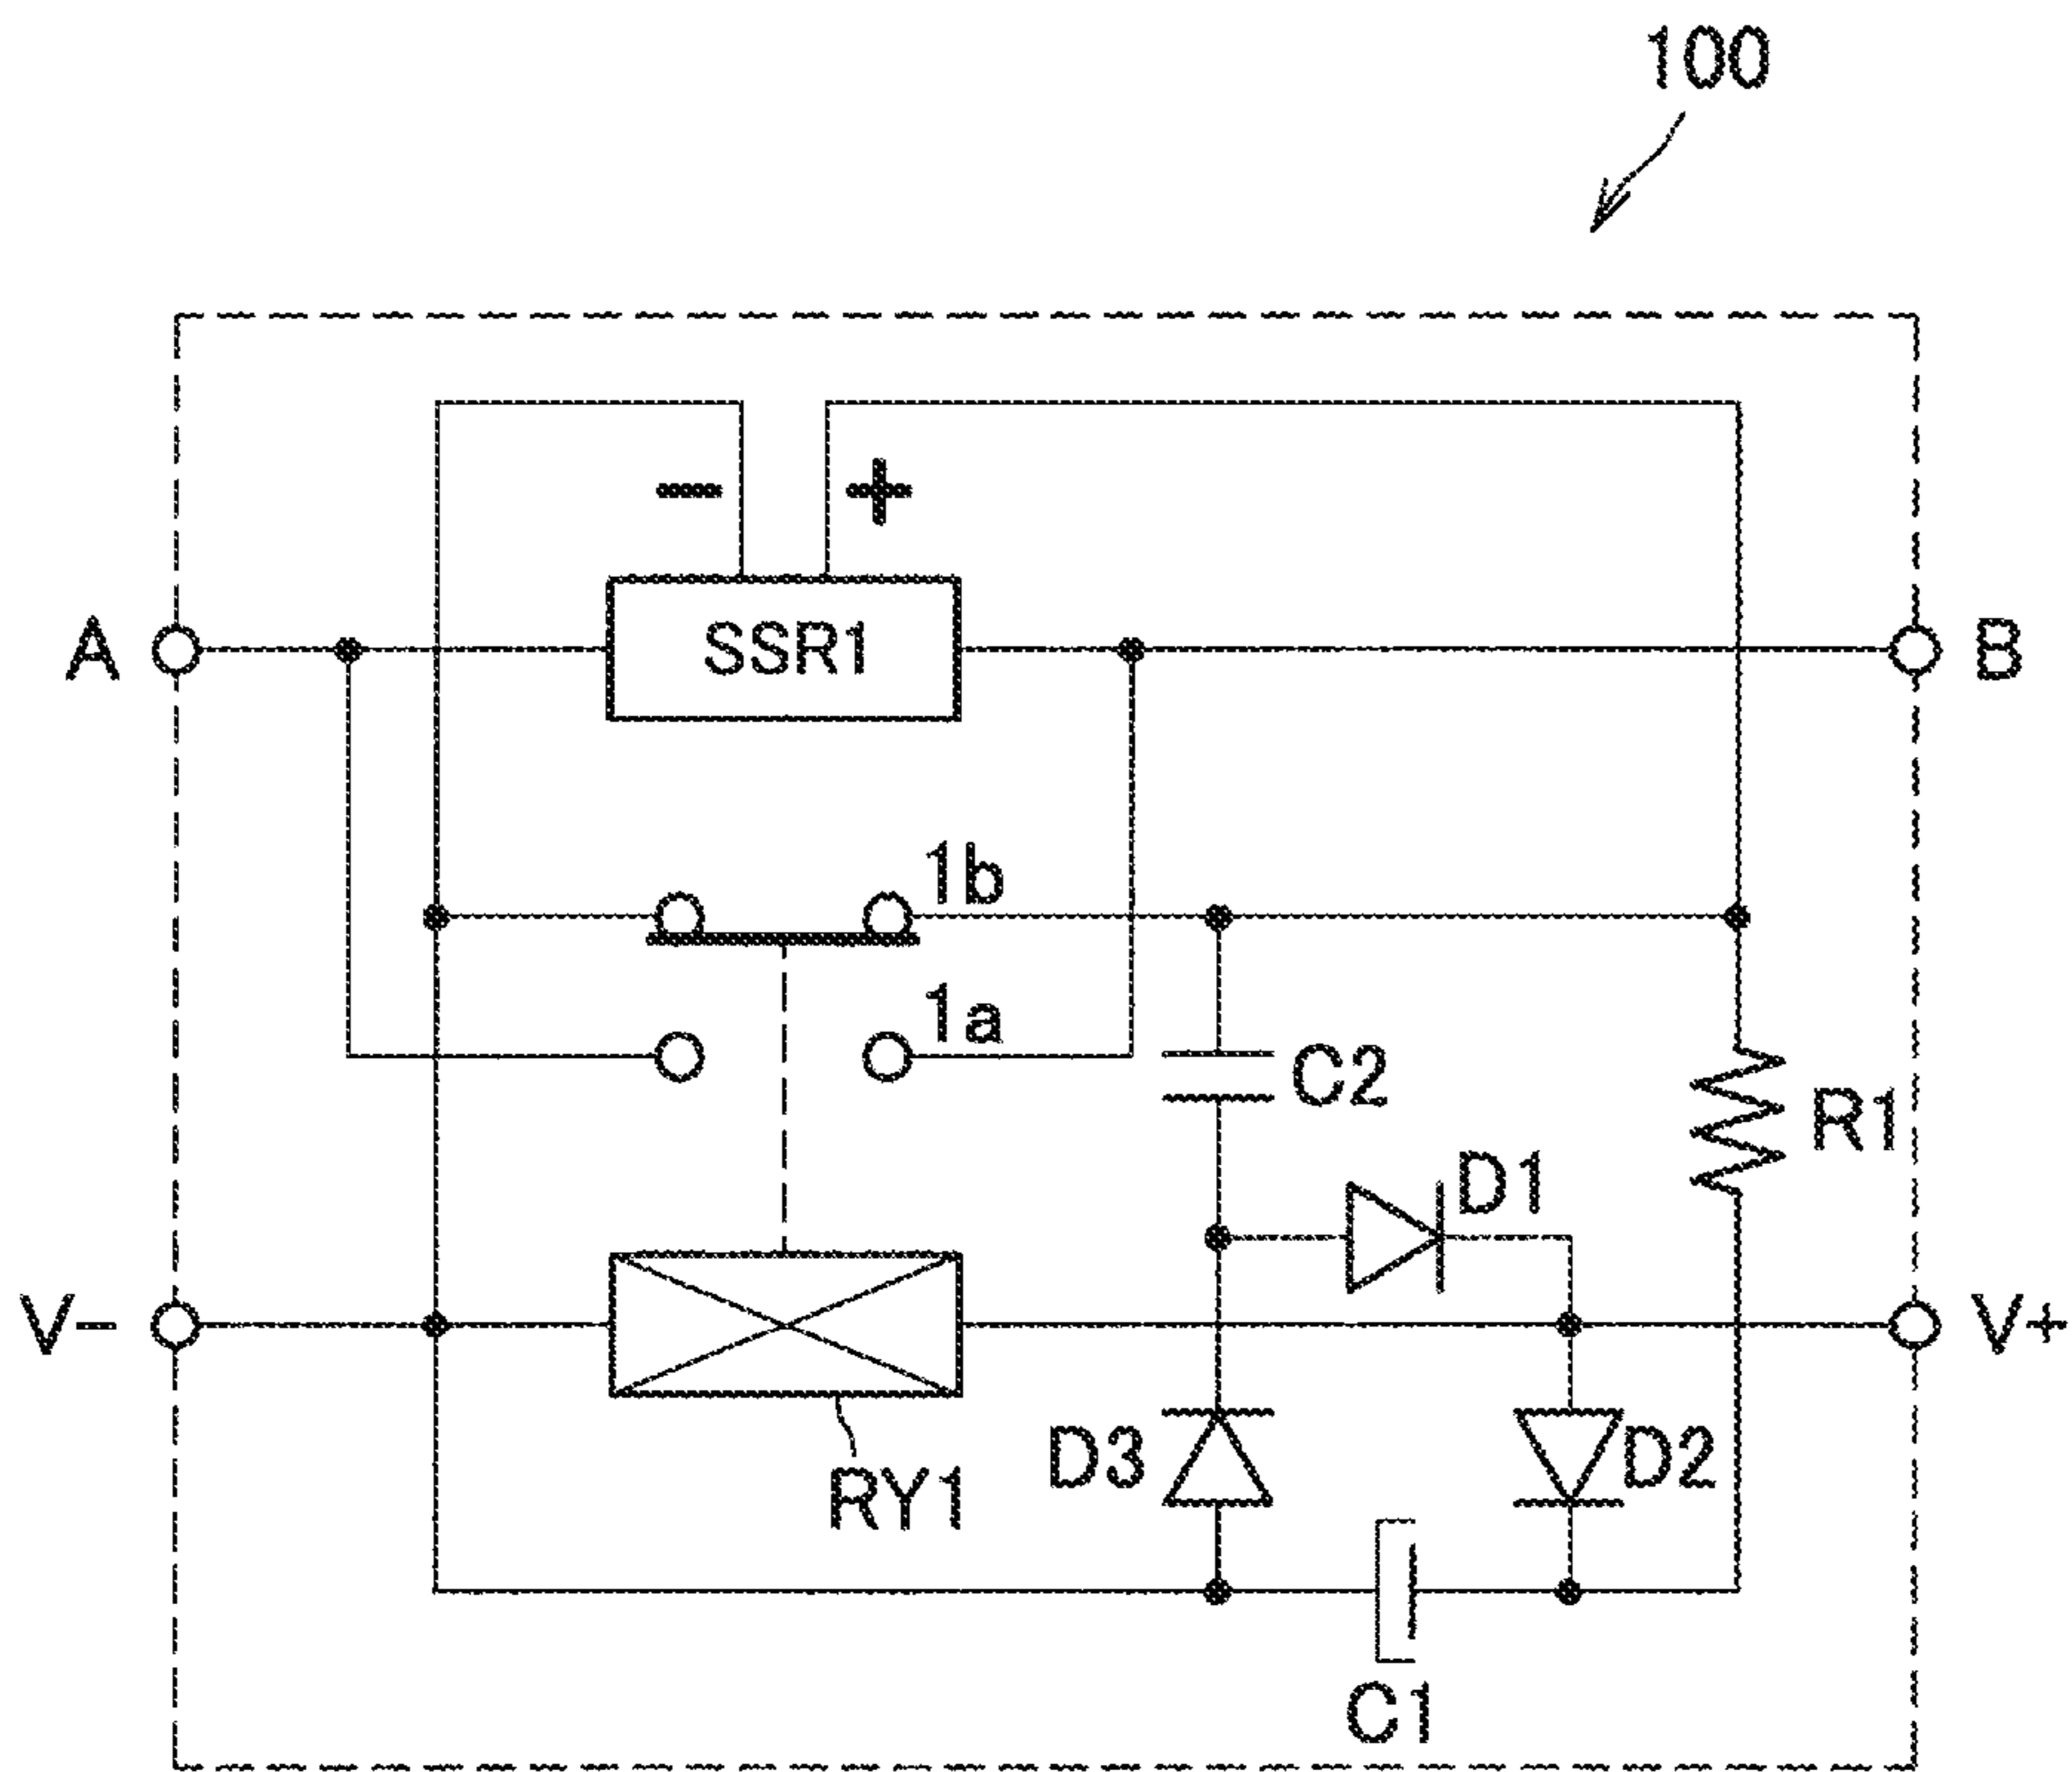 100
− +
A SSR1 B
1b
1a
C2
R1
D1
V− V+
D3 D2
RY1
C1